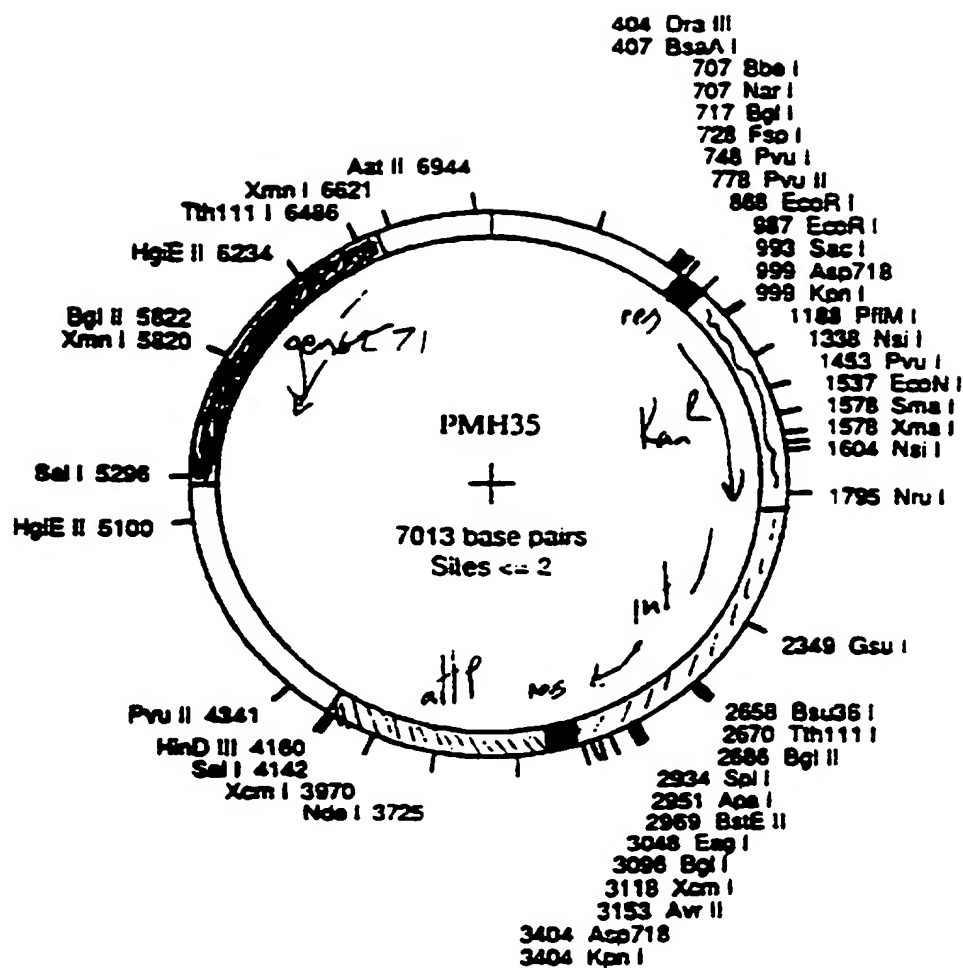 404 Dra III
407 BsaA I
707 Bbe I
707 Nar I
717 Bgl I
728 Fsp I
748 Pvu I
778 Pvu II
868 EcoR I
987 EcoR I
993 Sac I
999 Asp718
999 Kpn I
1188 PflM I
1338 Nsi I
1453 Pvu I
1537 EcoN I
1578 Sma I
1578 Xma I
1604 Nsi I
1795 Nru I
2349 Gsu I
2658 Bsu36 I
2670 Tth111 I
2686 Bgl II
2934 Spl I
2951 Apa I
2969 BstE II
3048 Eag I
3096 Bgl I
3118 Xcm I
3153 Avr II
3404 Asp718
3404 Kpn I
Aat II 6944
Xmn I 6621
Tth111 I 6486
HgiE II 6234
Bgl II 5822
Xmn I 5820
Sal I 5296
HgiE II 5100
Pvu II 4341
HinD III 4160
Sal I 4142
Xcm I 3970
Nde I 3725
PMH35
7013 base pairs
Sites <= 2
res
Kan R
int
res
attP